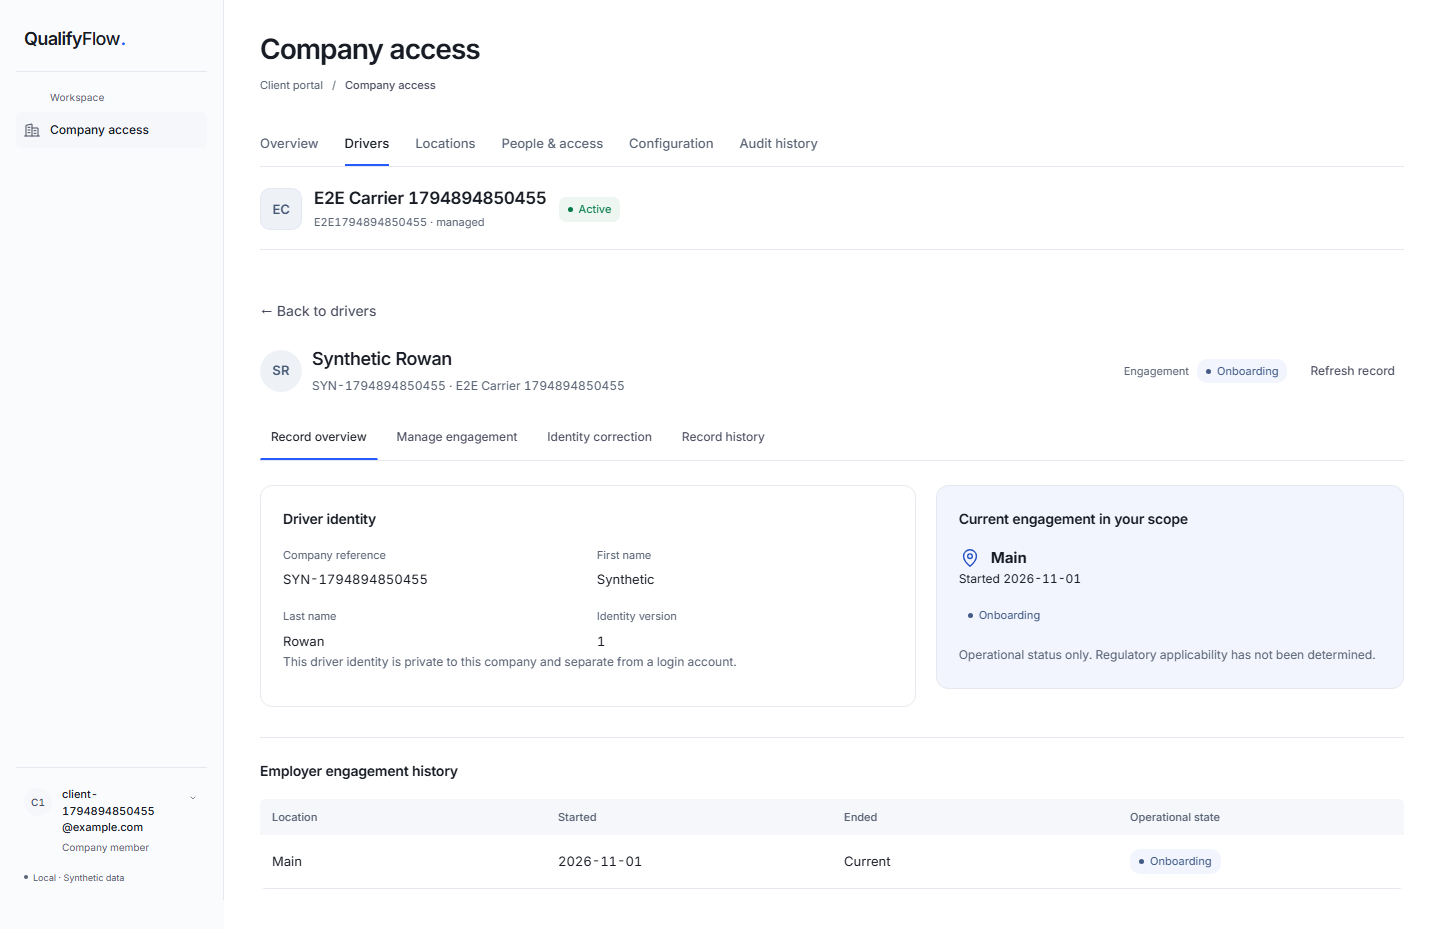 QualifyFlow.
Workspace
Company access
Company access
Client portal / Company access
Overview Drivers Locations People & access Configuration Audit history
EC
E2E Carrier 1794894850455
E2E1794894850455 · managed
Active
← Back to drivers
SR
Synthetic Rowan
SYN-1794894850455 · E2E Carrier 1794894850455
Engagement Onboarding Refresh record
Record overview Manage engagement Identity correction Record history
Driver identity
Company reference First name
SYN-1794894850455 Synthetic
Last name Identity version
Rowan 1
This driver identity is private to this company and separate from a login account.
Current engagement in your scope
Main
Started 2026-11-01
Onboarding
Operational status only. Regulatory applicability has not been determined.
Employer engagement history
Location Started Ended Operational state
Main 2026-11-01 Current Onboarding
C1
client-
1794894850455
@example.com
Company member
Local · Synthetic data